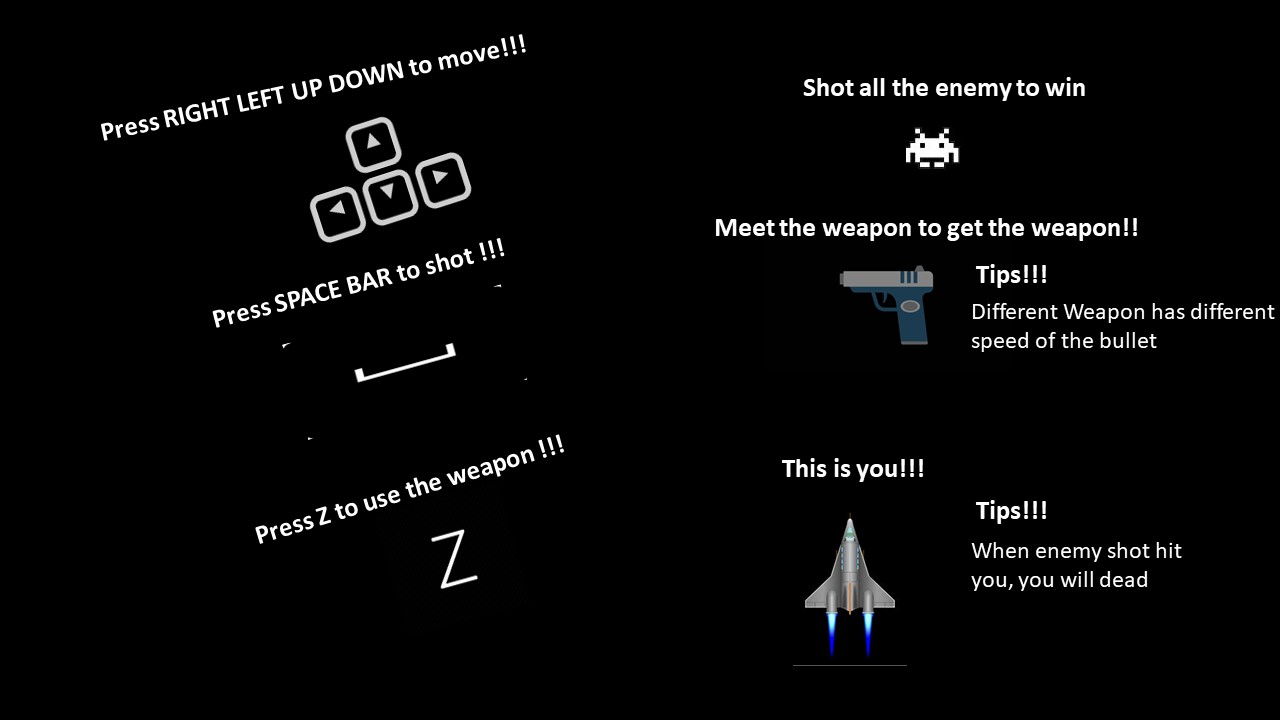 Press RIGHT LEFT UP DOWN to move!!!
Press SPACE BAR to shot !!!
Press Z to use the weapon !!!
Z
Shot all the enemy to win
Meet the weapon to get the weapon!!
Tips!!!
Different Weapon has different
speed of the bullet
This is you!!!
Tips!!!
When enemy shot hit
you, you will dead